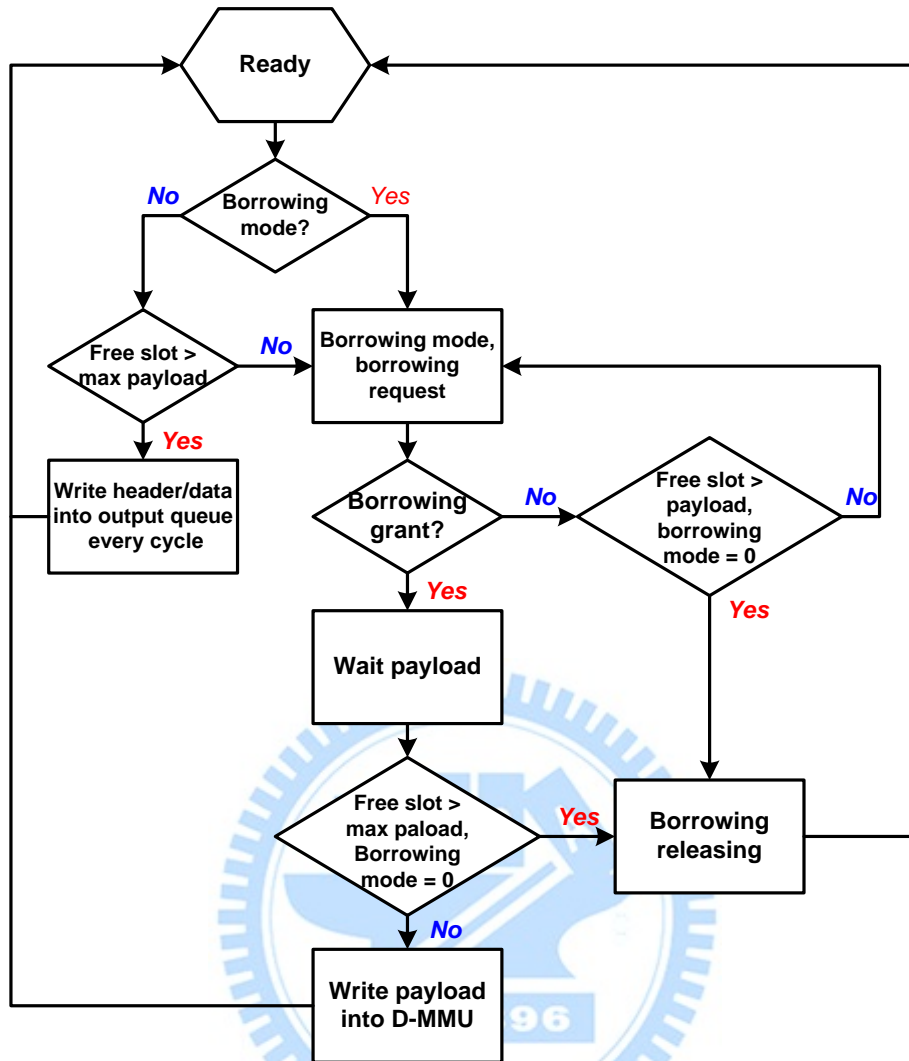 Ready
No
Yes
Borrowing
mode?
Free slot >
max payload
No
Borrowing mode,
borrowing
request
Yes
Write header/data
into output queue
every cycle
Borrowing
grant?
No
Free slot >
payload,
borrowing
mode = 0
No
Yes
Yes
Wait payload
Free slot >
max paload,
Borrowing
mode = 0
Yes
Borrowing
releasing
No
Write payload
into D-MMU
96